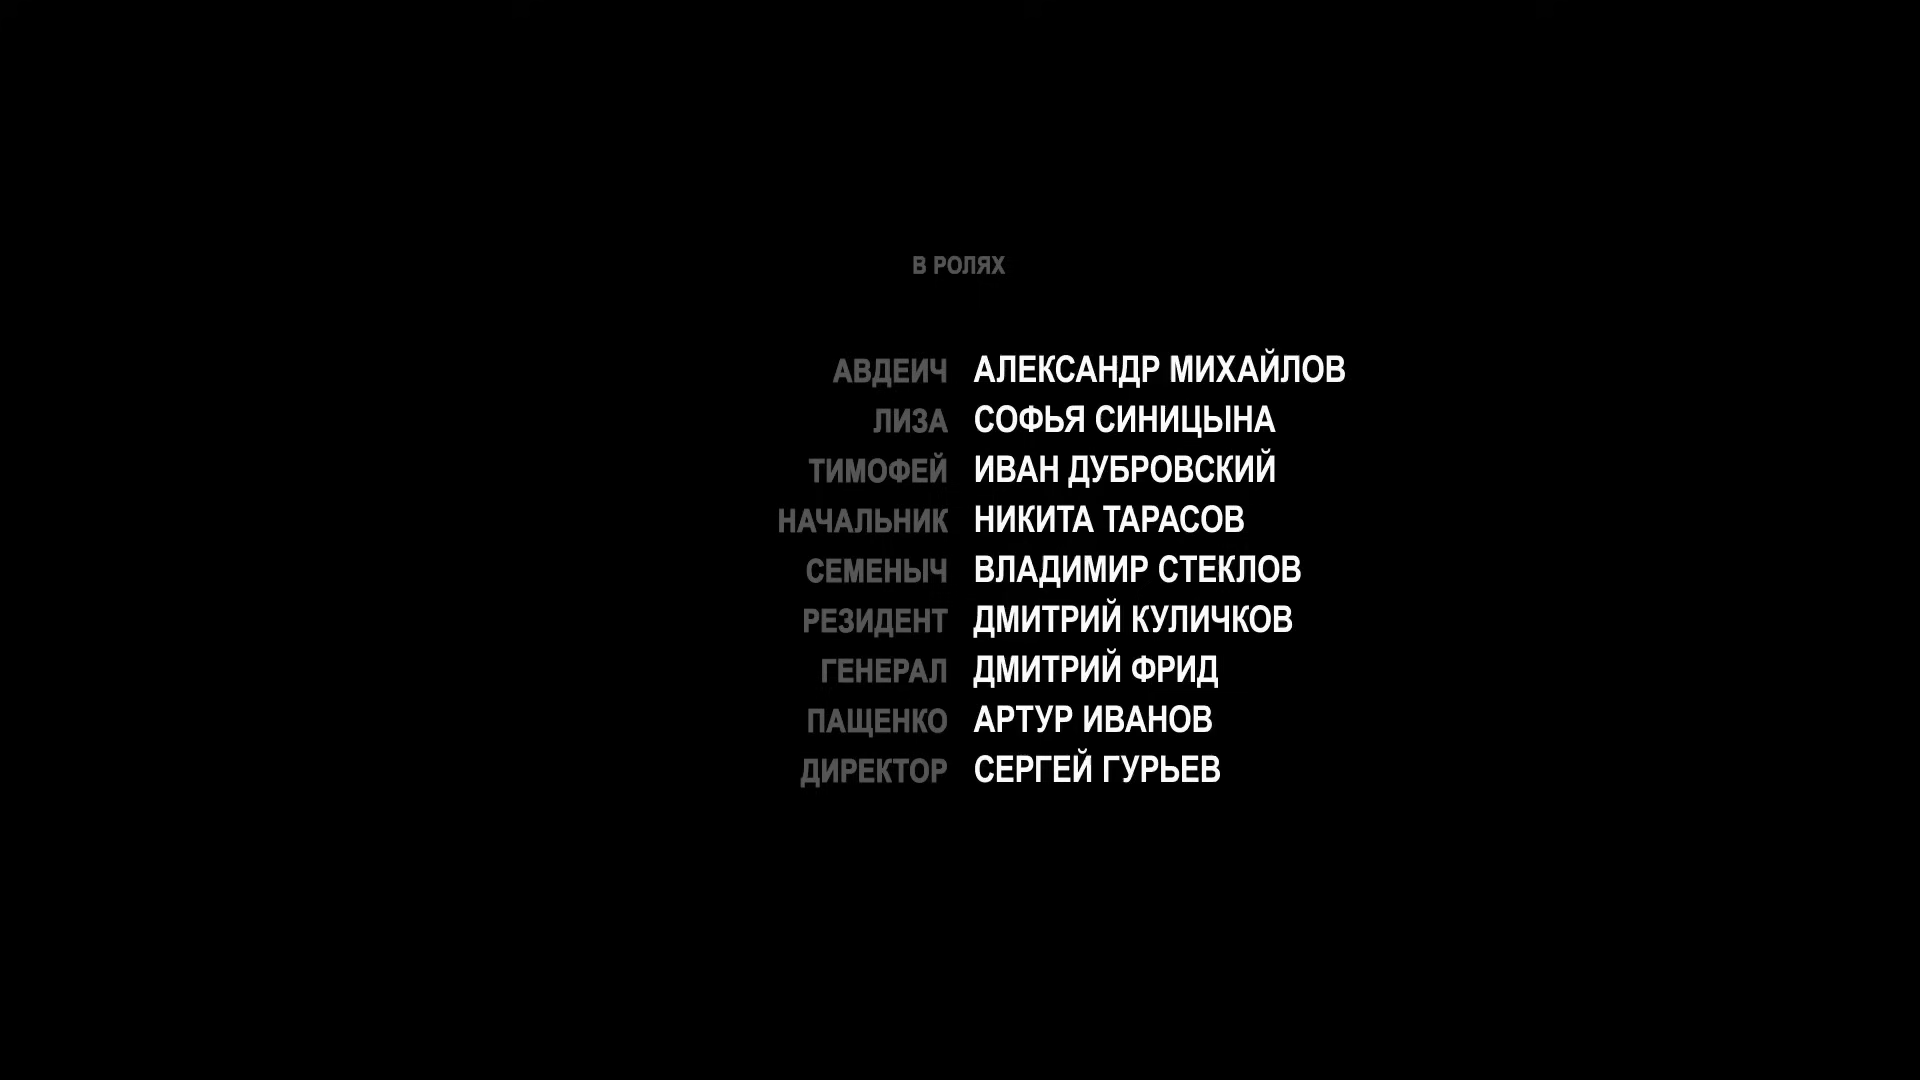 В РОЛЯХ
АВДЕИЧ АЛЕКСАНДР МИХАЙЛОВ
ЛИЗА СОФЬЯ СИНИЦЫНА
ТИМОФЕЙ ИВАН ДУБРОВСКИЙ
НАЧАЛЬНИК НИКИТА ТАРАСОВ
СЕМЕНЫЧ ВЛАДИМИР СТЕКЛОВ
РЕЗИДЕНТ ДМИТРИЙ КУЛИЧКОВ
ГЕНЕРАЛ ДМИТРИЙ ФРИД
ПАЩЕНКО АРТУР ИВАНОВ
ДИРЕКТОР СЕРГЕЙ ГУРЬЕВ